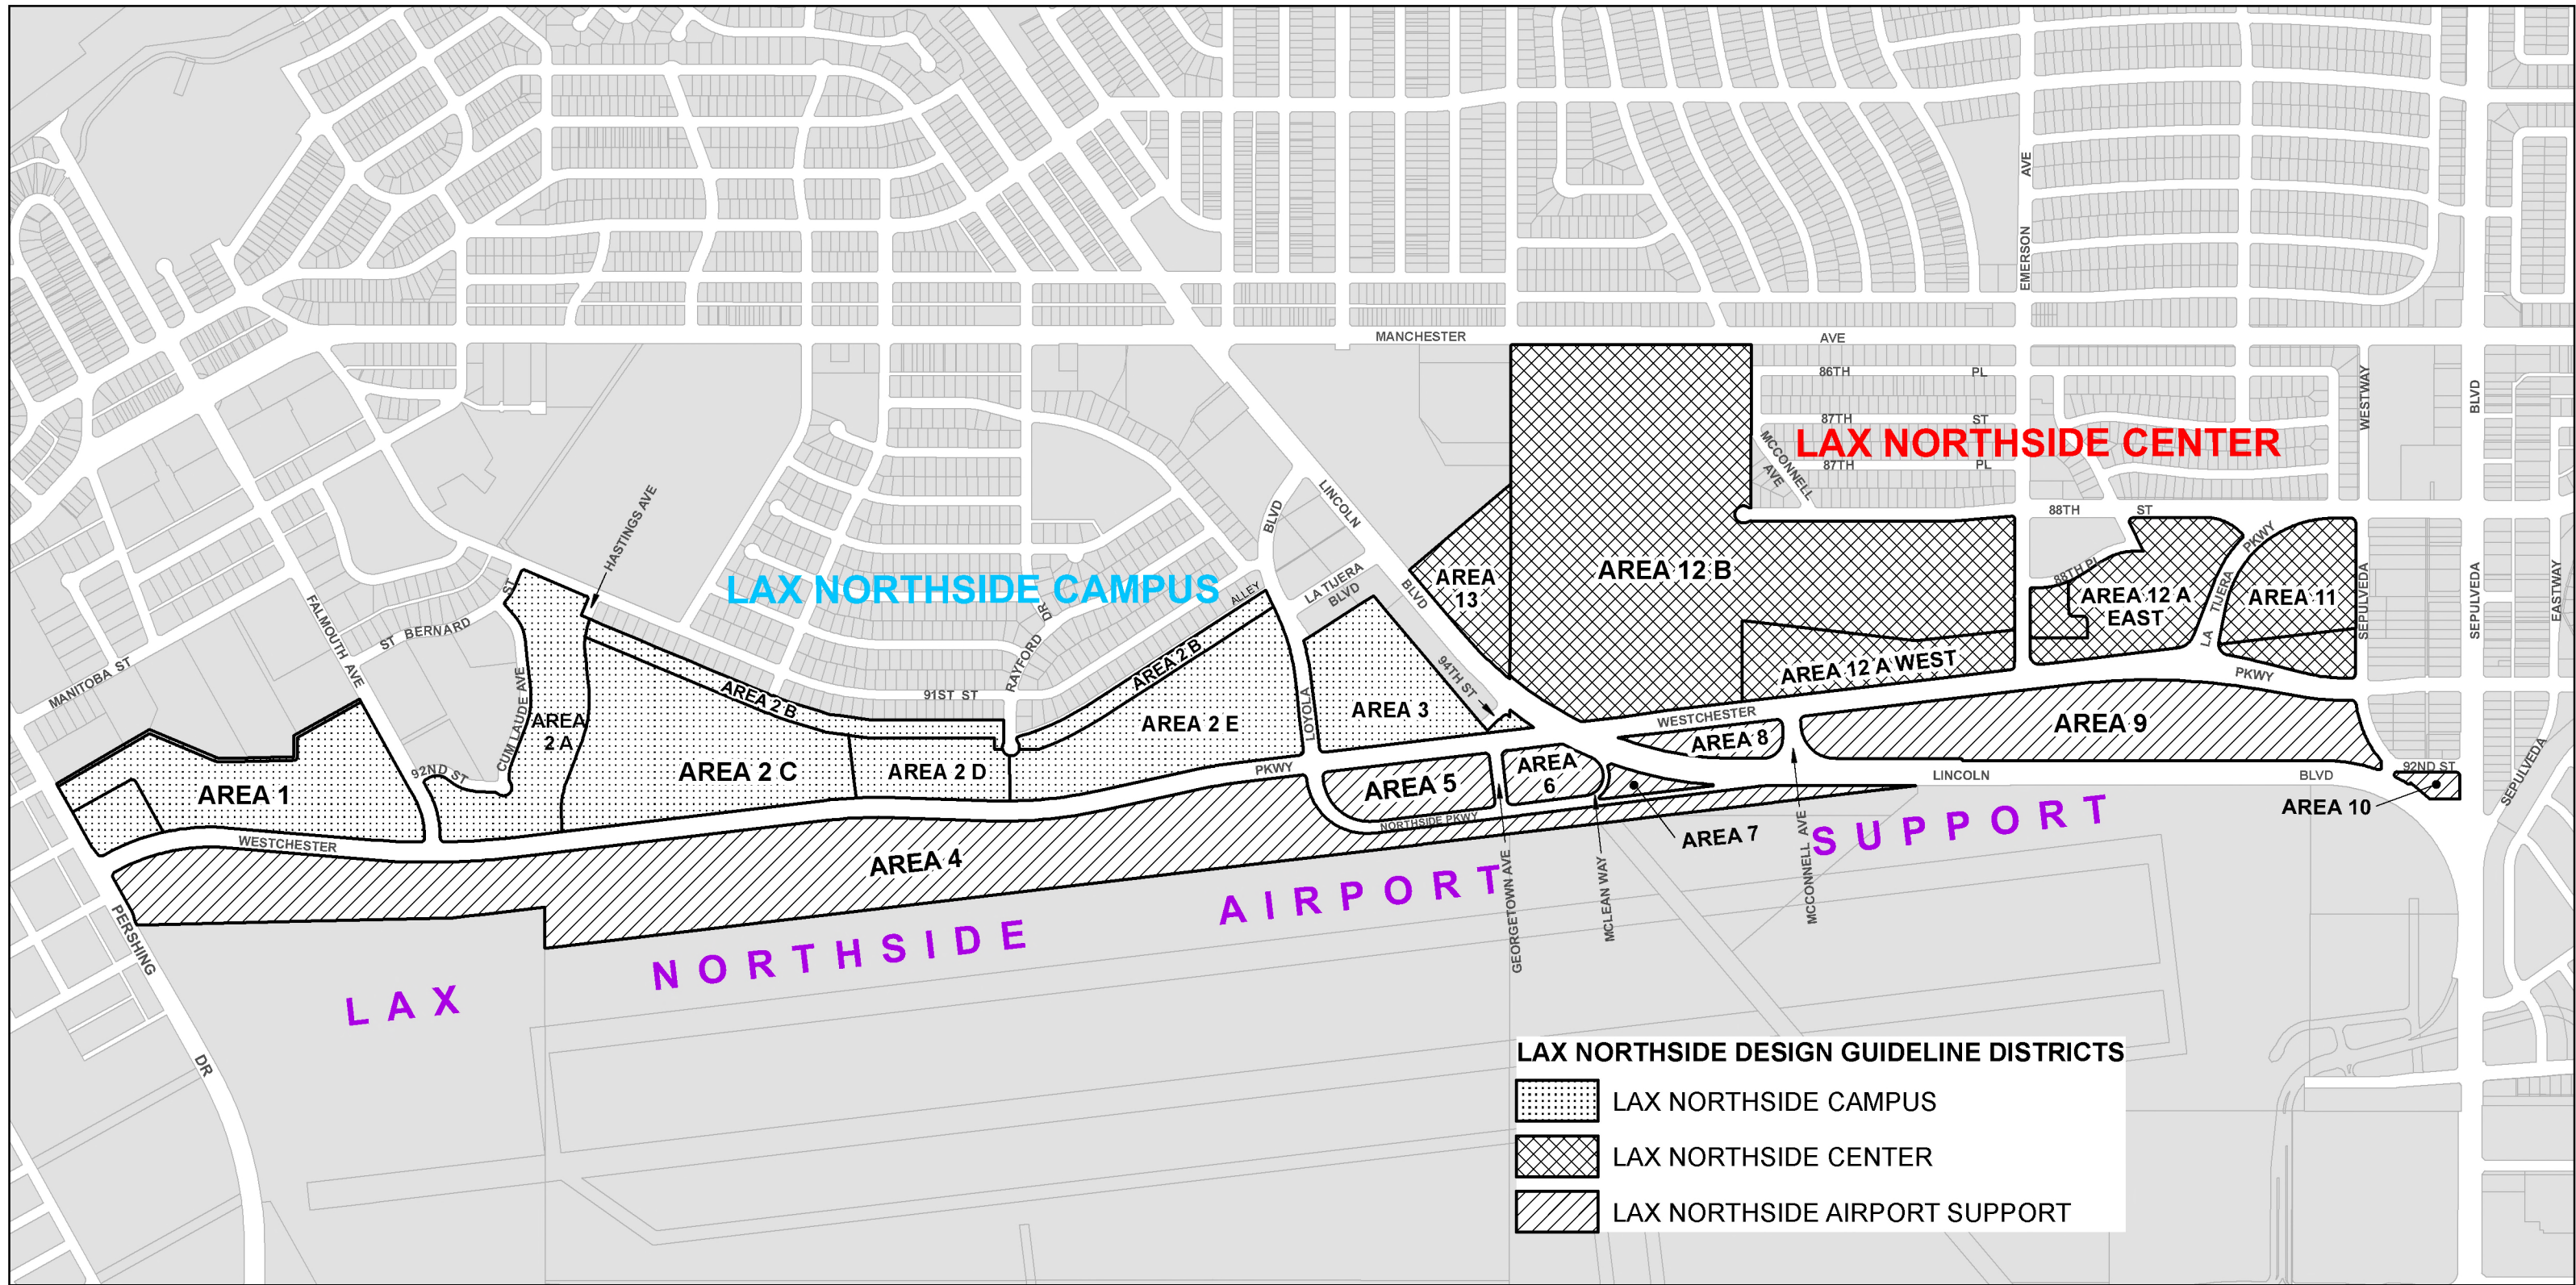 AVE
EMERSON
MANCHESTER
AVE
86TH
PL
87TH
ST
MCCONNELL
AVE
87TH
PL
LAX NORTHSIDE CENTER
WESTWAY
BLVD
88TH
ST
88TH PL
PKWY
TIJERA
LA
LINCOLN
BLVD
BLVD
LA TIJERA
BLVD
HASTINGS AVE
LAX NORTHSIDE CAMPUS
ALLEY
AREA
13
AREA 12 B
AREA 12 A
EAST
AREA 11
SEPULVEDA
SEPULVEDA
EASTWAY
FALMOUTH AVE
ST
ST BERNARD
MANITOBA ST
CUM LAUDE AVE
RAYFORD
DR
91ST ST
AREA 2 B
AREA 2 B
AREA
2 A
AREA 2 C
AREA 2 D
AREA 2 E
LOYOLA
AREA 3
94TH ST
AREA 12 A WEST
WESTCHESTER
PKWY
AREA 1
92ND ST
WESTCHESTER
PKWY
AREA 4
AREA 5
AREA
6
NORTHSIDE PKWY
AREA 7
AREA 8
AREA 9
LINCOLN
BLVD
92ND ST
AREA 10
SEPULVEDA
GEORGETOWN AVE
MCLEAN WAY
MCCONNELL AVE
PERSHING
DR
LAX NORTHSIDE AIRPORT SUPPORT
LAX NORTHSIDE DESIGN GUIDELINE DISTRICTS
LAX NORTHSIDE CAMPUS
LAX NORTHSIDE CENTER
LAX NORTHSIDE AIRPORT SUPPORT